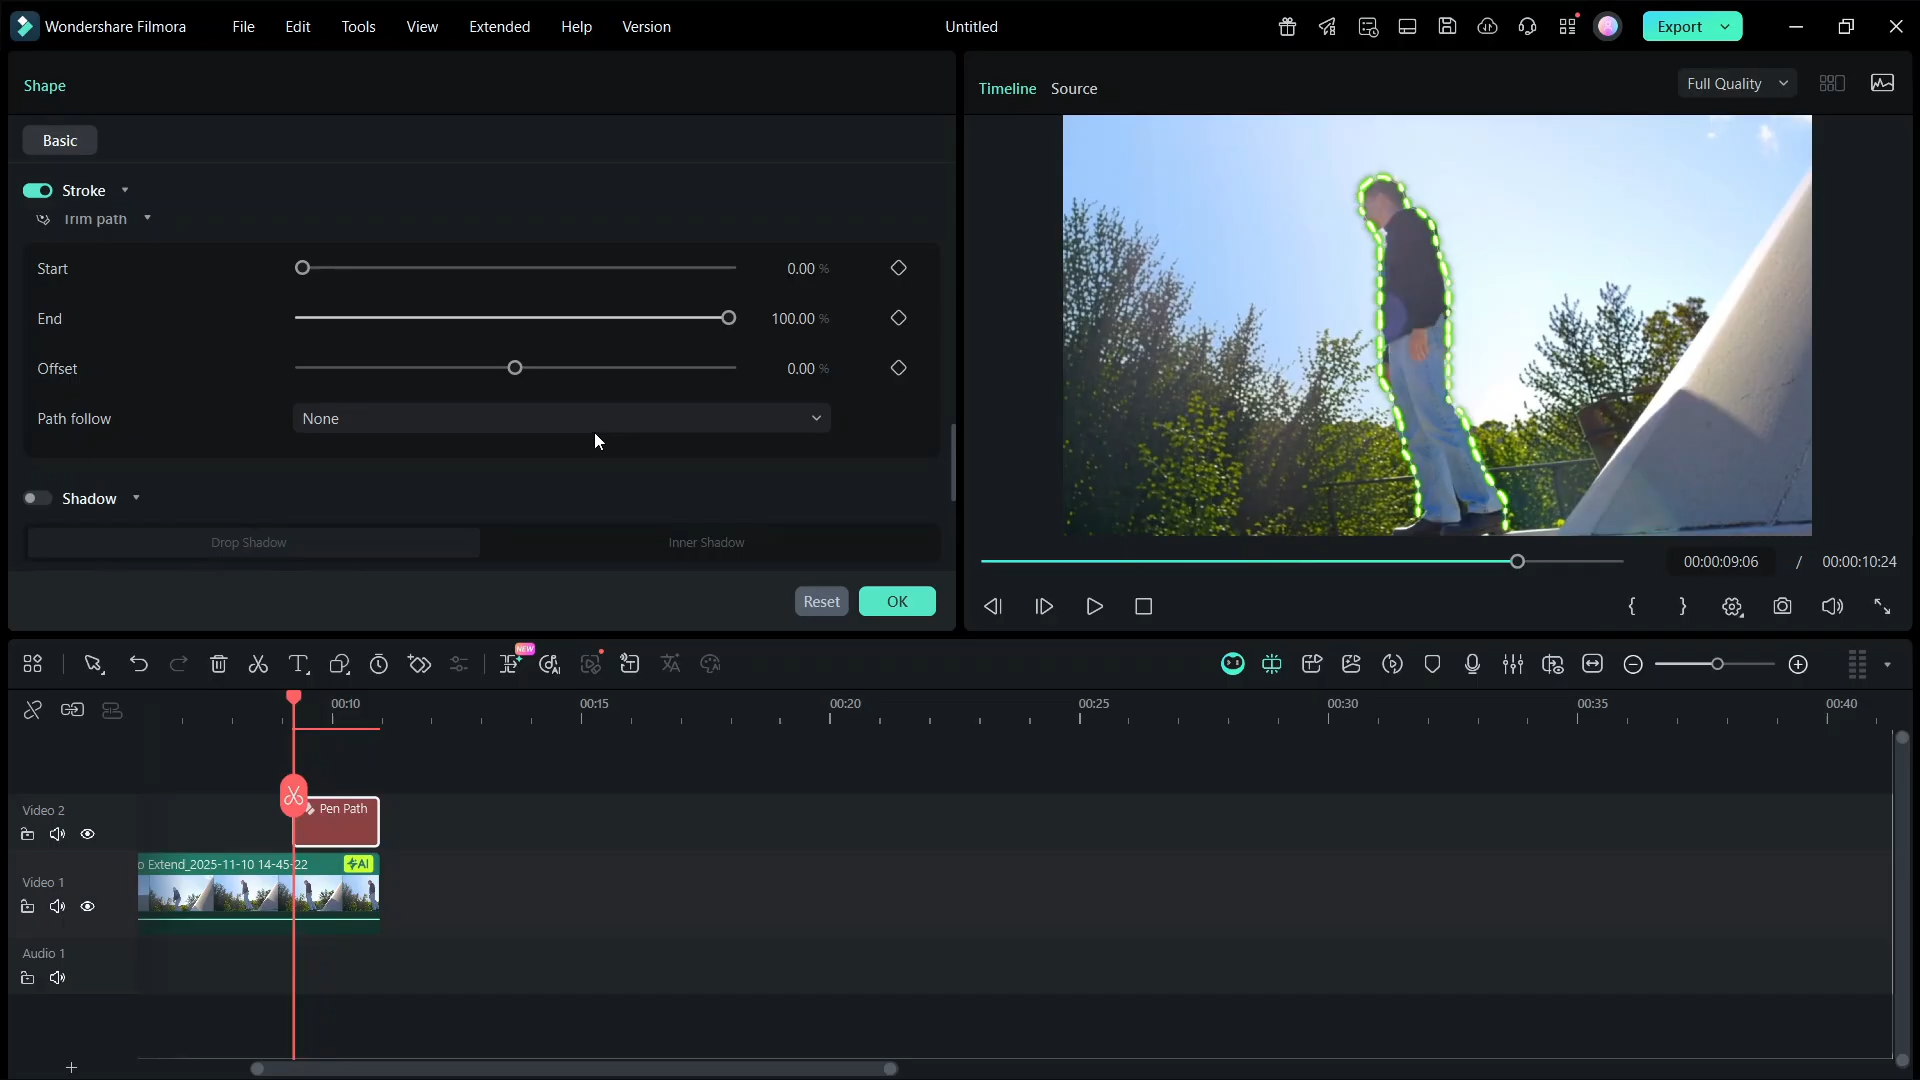 Wondershare Filmora
File
Edit
Tools
View
Extended
Help
Version
Untitled
Export
Shape
Timeline
Source
Full Quality
Basic
Stroke
Trim path
Start
0.00 %
End
100.00 %
Offset
0.00 %
Path follow
None
Shadow
Drop Shadow
Inner Shadow
Reset
OK
00:00:09:06 / 00:00:10:24
NEW
AI
00:10
00:15
00:20
00:25
00:30
00:35
00:40
Video 2
Pen Path
o Extend_2025-11-10 14-45-22
AI
Video 1
Audio 1